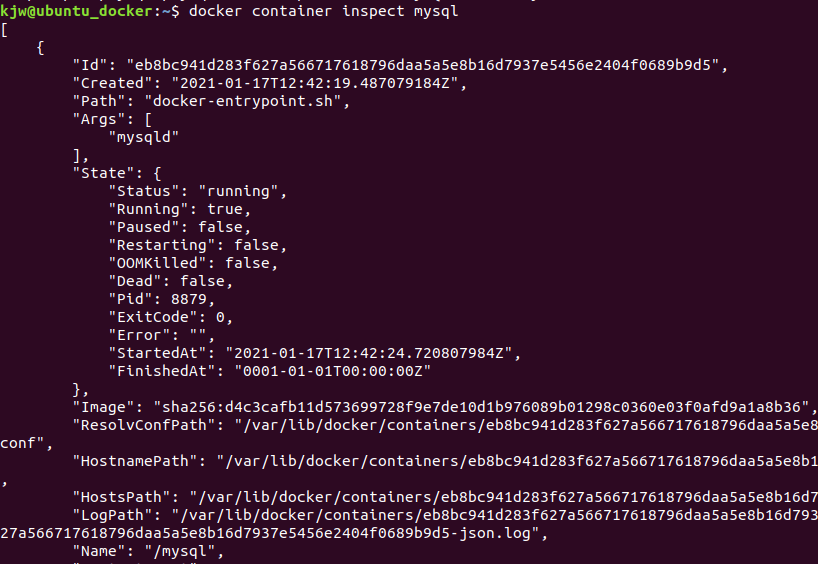 kjw@ubuntu_docker:~$ docker container inspect mysql
[
    {
        "Id": "eb8bc941d283f627a566717618796daa5a5e8b16d7937e5456e2404f0689b9d5",
        "Created": "2021-01-17T12:42:19.487079184Z",
        "Path": "docker-entrypoint.sh",
        "Args": [
            "mysqld"
        ],
        "State": {
            "Status": "running",
            "Running": true,
            "Paused": false,
            "Restarting": false,
            "OOMKilled": false,
            "Dead": false,
            "Pid": 8879,
            "ExitCode": 0,
            "Error": "",
            "StartedAt": "2021-01-17T12:42:24.720807984Z",
            "FinishedAt": "0001-01-01T00:00:00Z"
        },
        "Image": "sha256:d4c3cafb11d573699728f9e7de10d1b976089b01298c0360e03f0afd9a1a8b36",
        "ResolvConfPath": "/var/lib/docker/containers/eb8bc941d283f627a566717618796daa5a5e8
conf",
        "HostnamePath": "/var/lib/docker/containers/eb8bc941d283f627a566717618796daa5a5e8b1
,
        "HostsPath": "/var/lib/docker/containers/eb8bc941d283f627a566717618796daa5a5e8b16d7
        "LogPath": "/var/lib/docker/containers/eb8bc941d283f627a566717618796daa5a5e8b16d793
27a566717618796daa5a5e8b16d7937e5456e2404f0689b9d5-json.log",
        "Name": "/mysql",